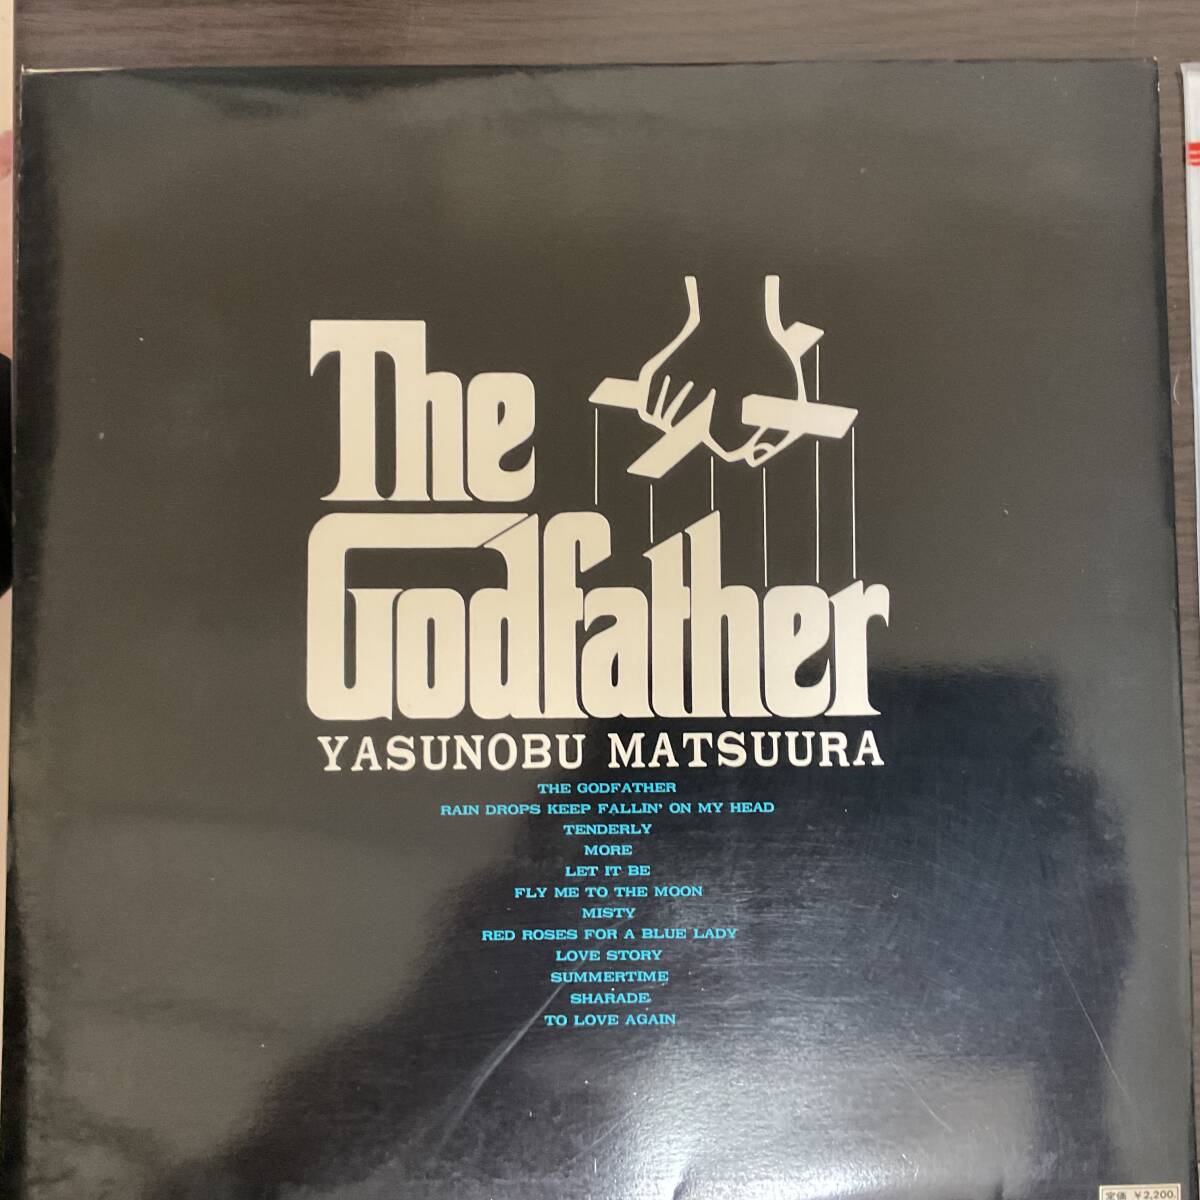 The
Godfather
YASUNOBU MATSUURA
THE GODFATHER
RAIN DROPS KEEP FALLIN' ON MY HEAD
TENDERLY
MORE
LET IT BE
FLY ME TO THE MOON
MISTY
RED ROSES FOR A BLUE LADY
LOVE STORY
SUMMERTIME
SHARADE
TO LOVE AGAIN
定価 ¥2,200.